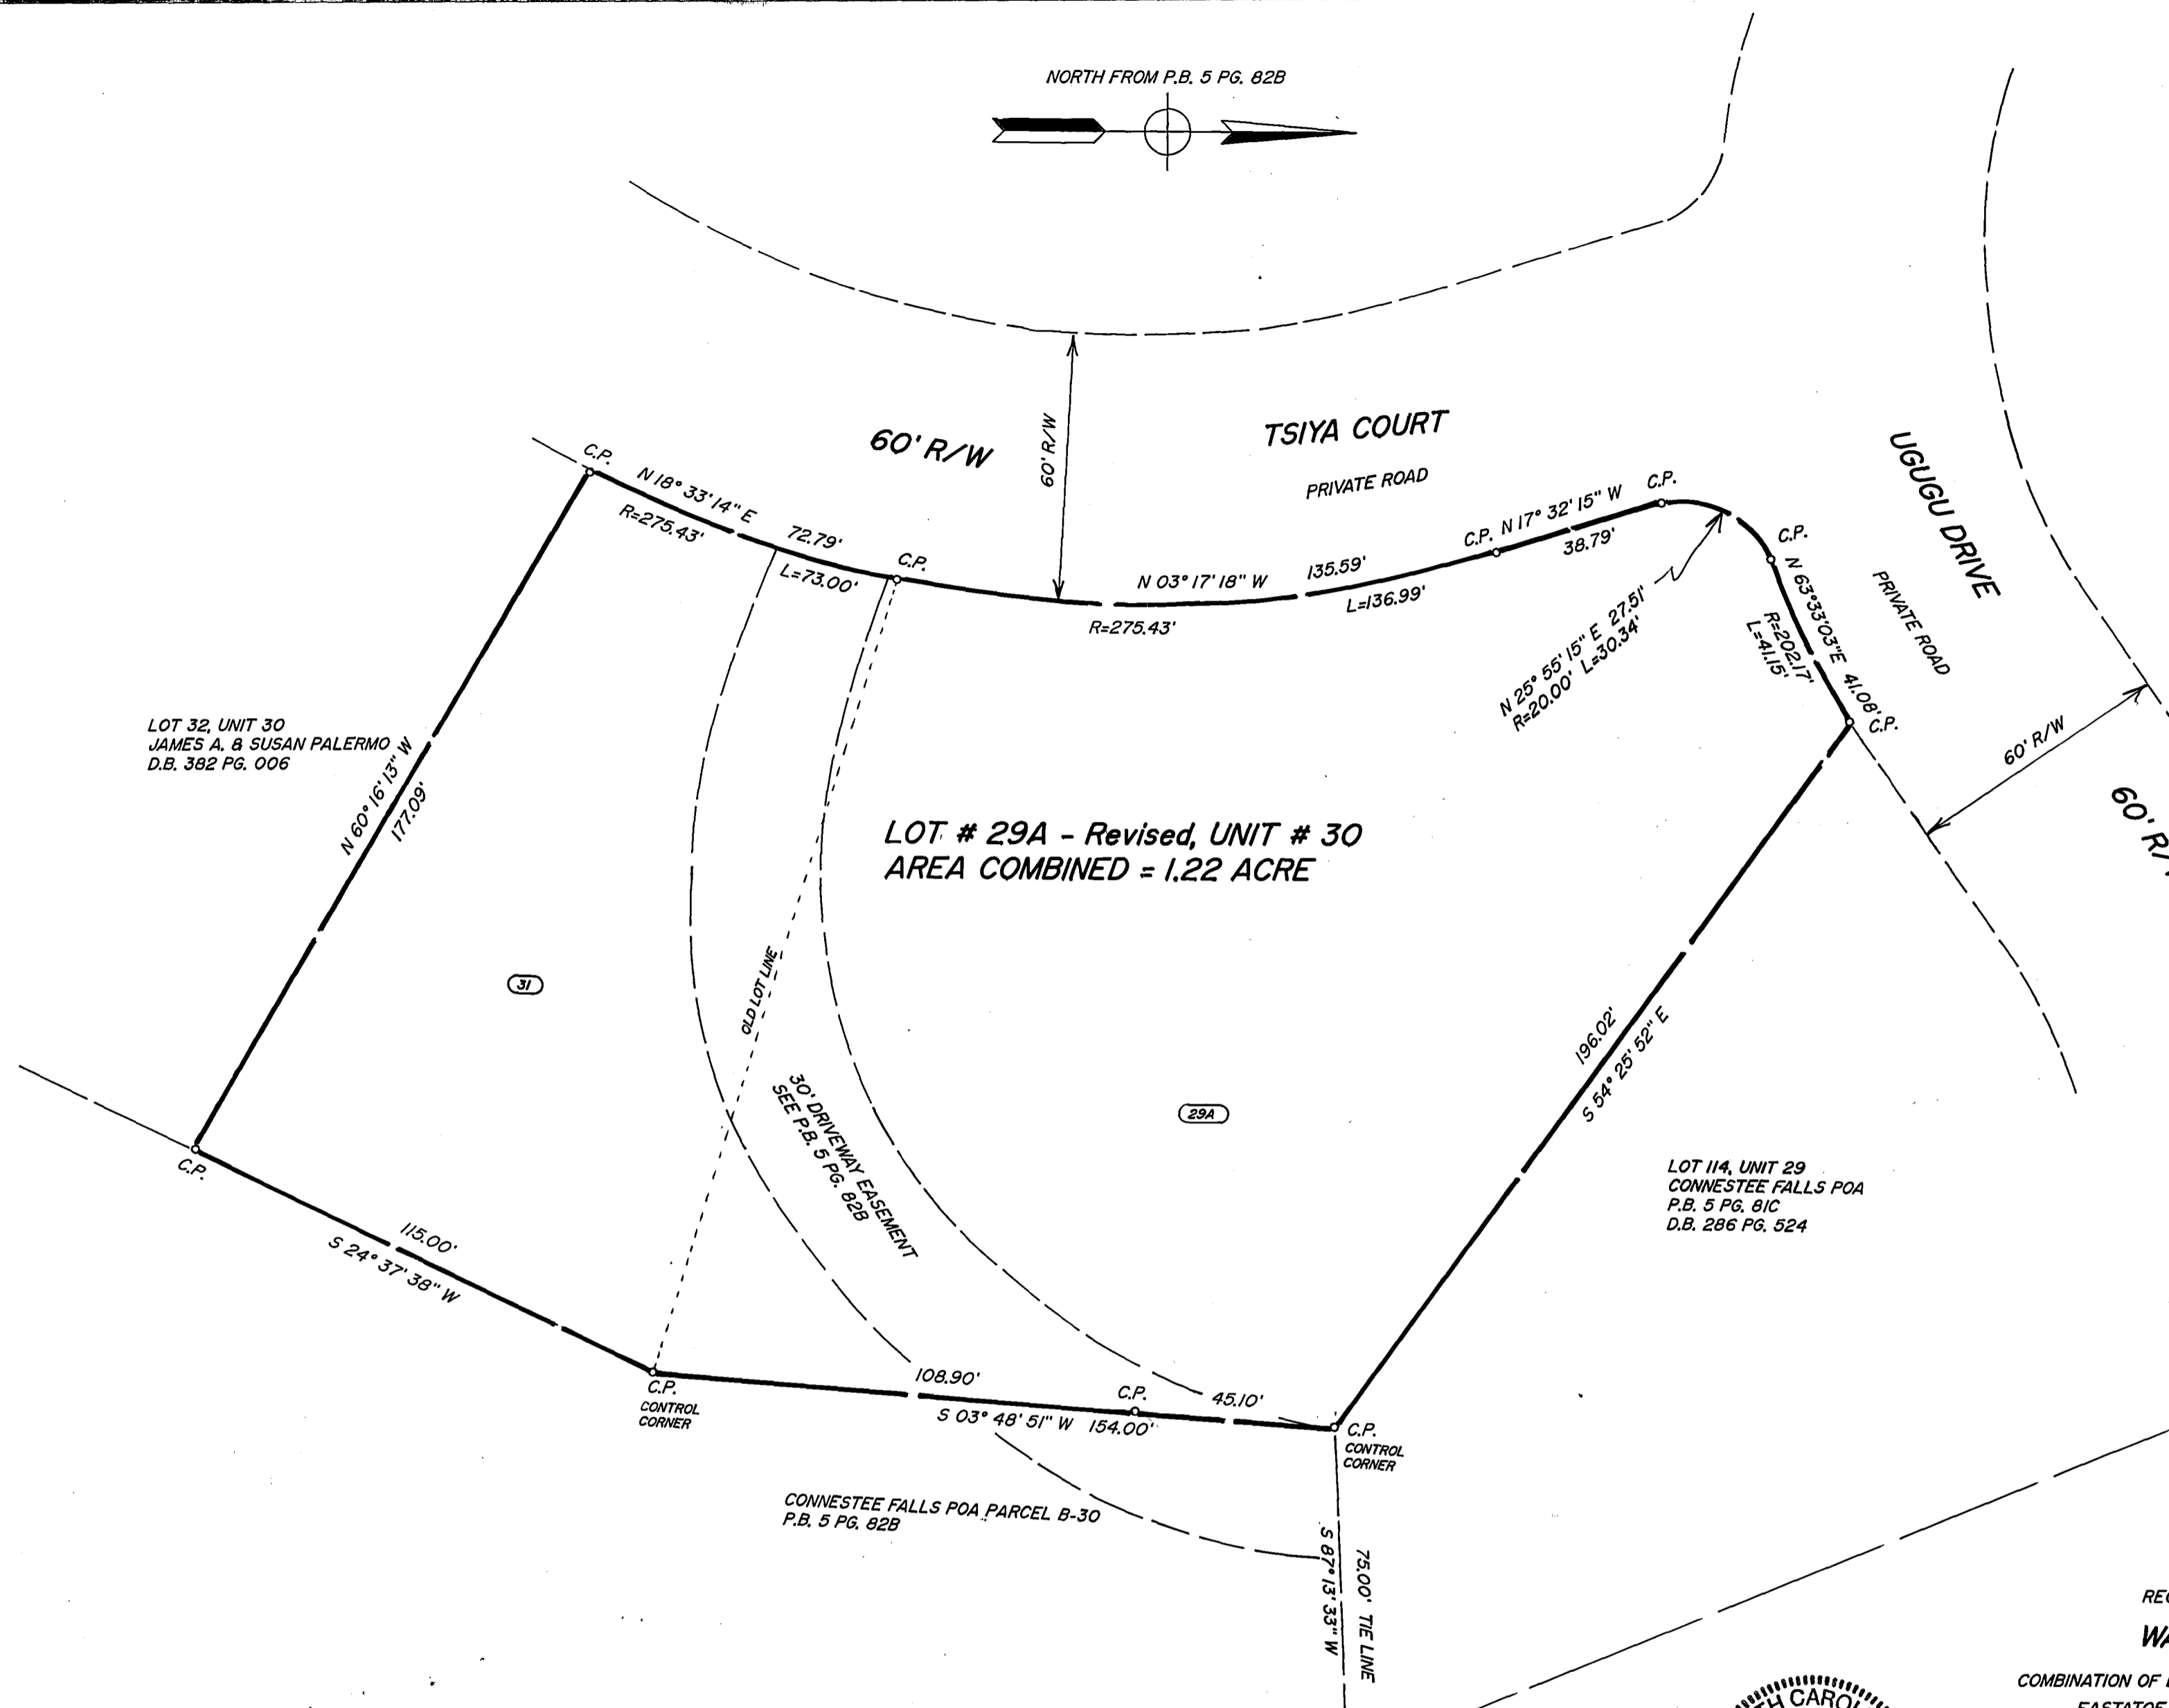 NORTH FROM P.B. 5 PG. 82B
60' R/W
60' R/W
TSIYA COURT
PRIVATE ROAD
UGUGU DRIVE
PRIVATE ROAD
60' R/W
C.P.
N 18° 33' 14" E
72.79'
R=275.43'
L=73.00'
C.P.
N 03° 17' 18" W
135.59'
L=136.99'
R=275.43'
C.P.
N 17° 32' 15" W
38.79'
C.P.
C.P.
N 25° 55' 15" E 27.51'
R=20.00' L=30.34'
N 63°33'03"E 41.08'
R=202.17'
L=41.15'
C.P.
LOT 32, UNIT 30
JAMES A. & SUSAN PALERMO
D.B. 382 PG. 006
N 60° 16' 13" W
177.09'
LOT # 29A - Revised, UNIT # 30
AREA COMBINED = 1.22 ACRE
31
OLD LOT LINE
30' DRIVEWAY EASEMENT
SEE P.B. 5 PG. 82B
29A
196.02'
S 54° 25' 52" E
LOT 114, UNIT 29
CONNESTEE FALLS POA
P.B. 5 PG. 81C
D.B. 286 PG. 524
C.P.
115.00'
S 24° 37' 38" W
C.P.
CONTROL
CORNER
108.90'
C.P.
45.10'
S 03° 48' 51" W 154.00'
C.P.
CONTROL
CORNER
CONNESTEE FALLS POA PARCEL B-30
P.B. 5 PG. 82B
S 87° 13' 33" W
75.00' TIE LINE
COMBINATION OF